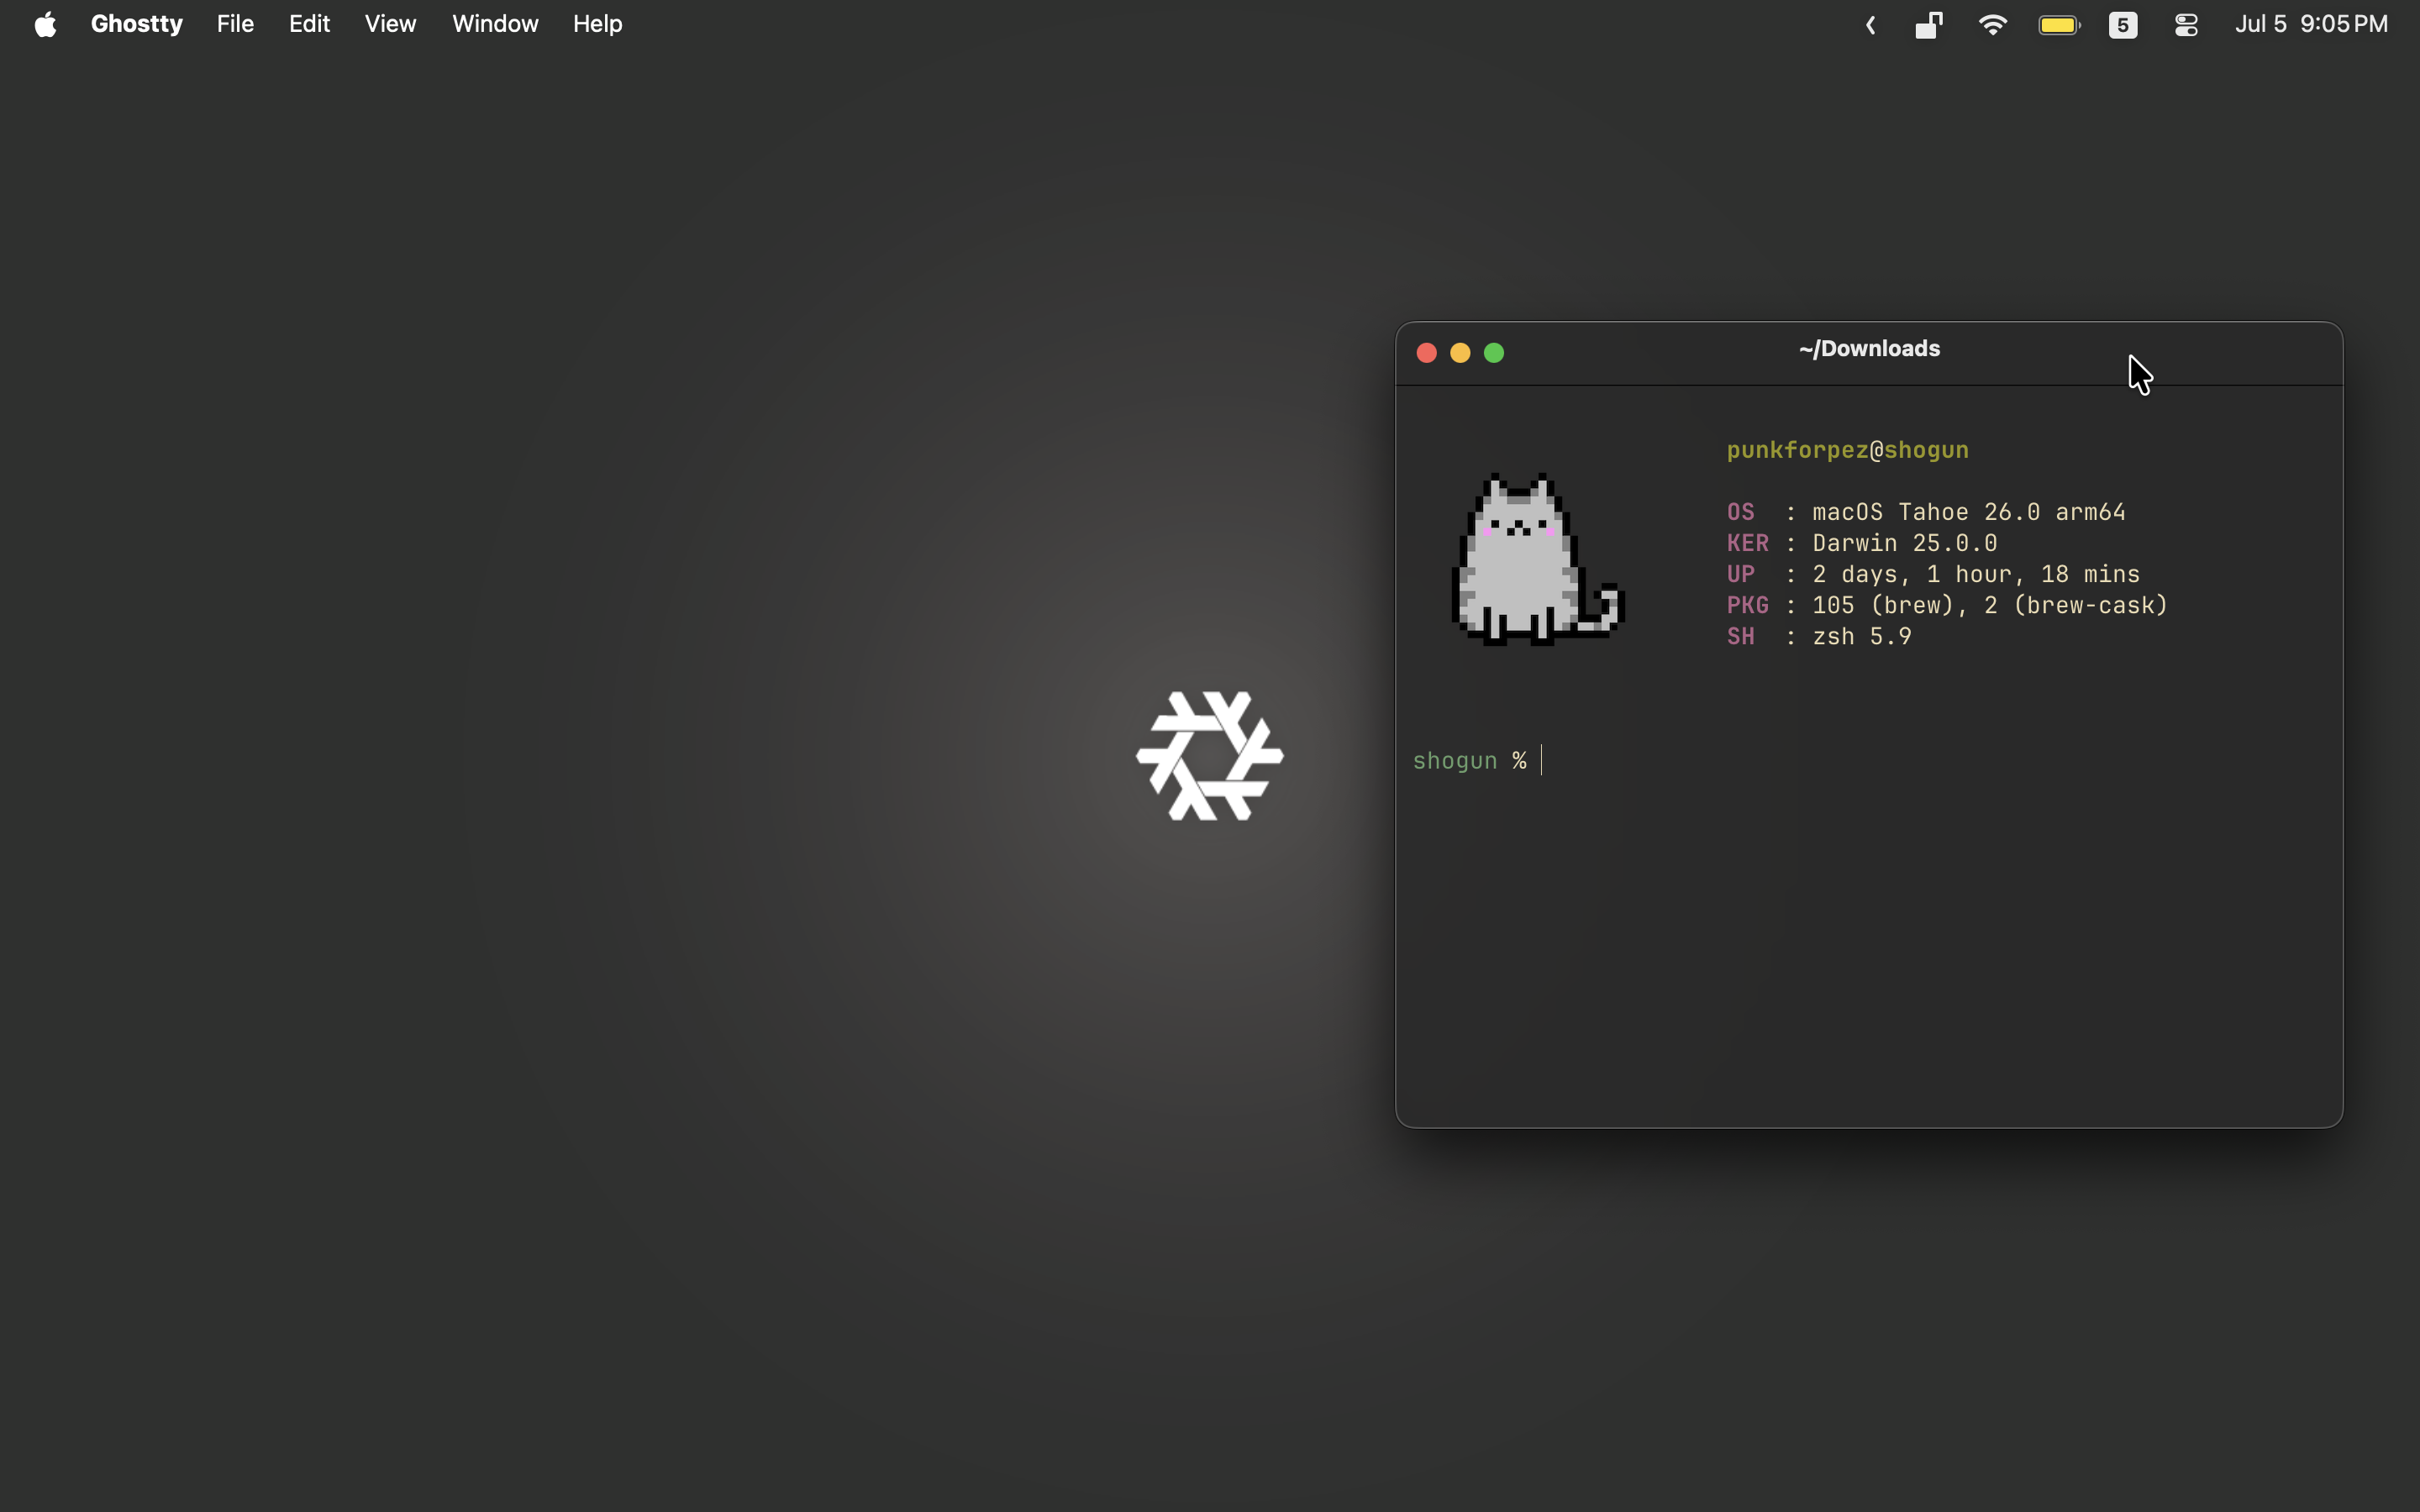 Ghostty File Edit View Window Help 5 Jul 5 9:05 PM
~/Downloads
punkforpez@shogun
OS : macOS Tahoe 26.0 arm64
KER : Darwin 25.0.0
UP : 2 days, 1 hour, 18 mins
PKG : 105 (brew), 2 (brew-cask)
SH : zsh 5.9
shogun %